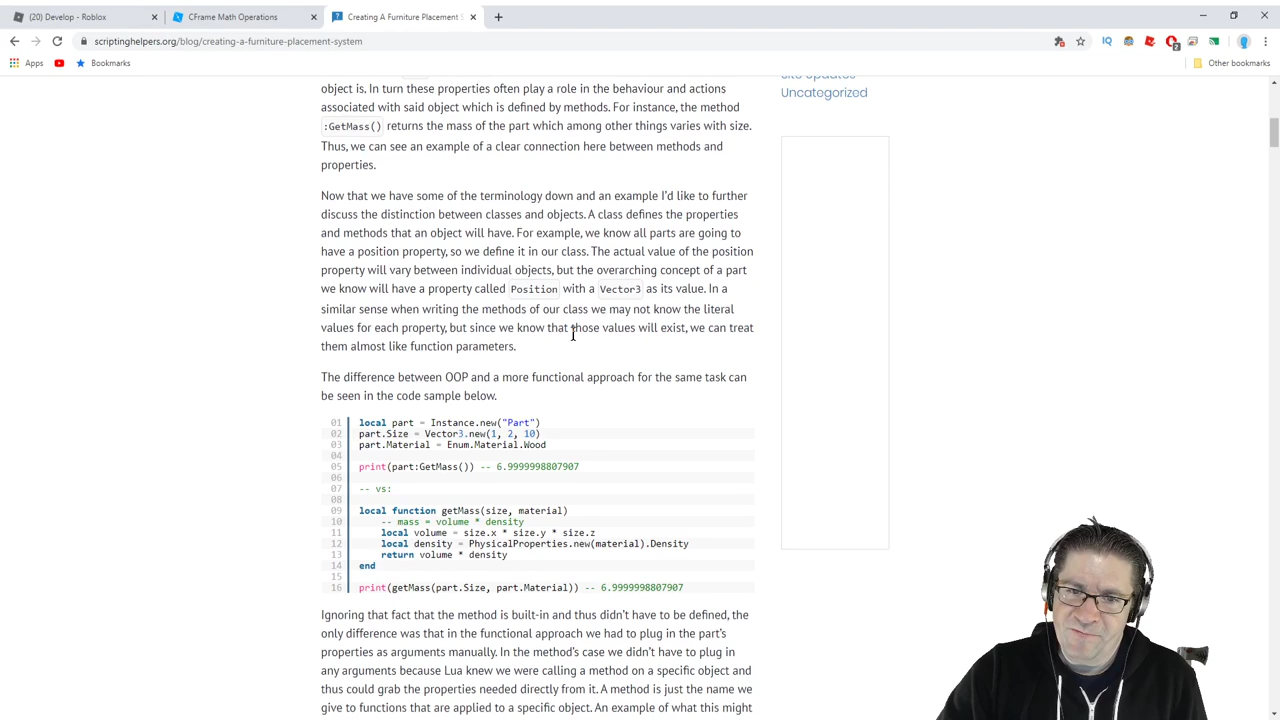 (20) Develop - Roblox
CFrame Math Operations
Creating A Furniture Placement S
scriptinghelpers.org/blog/creating-a-furniture-placement-system
Apps
Bookmarks
Other bookmarks
object is. In turn these properties often play a role in the behaviour and actions
associated with said object which is defined by methods. For instance, the method
:GetMass() returns the mass of the part which among other things varies with size.
Thus, we can see an example of a clear connection here between methods and
properties.
Now that we have some of the terminology down and an example I'd like to further
discuss the distinction between classes and objects. A class defines the properties
and methods that an object will have. For example, we know all parts are going to
have a position property, so we define it in our class. The actual value of the position
property will vary between individual objects, but the overarching concept of a part
we know will have a property called Position with a Vector3 as its value. In a
similar sense when writing the methods of our class we may not know the literal
values for each property, but since we know that those values will exist, we can treat
them almost like function parameters.
The difference between OOP and a more functional approach for the same task can
be seen in the code sample below.
01 local part = Instance.new("Part")
02 part.Size = Vector3.new(1, 2, 10)
03 part.Material = Enum.Material.Wood
04
05 print(part:GetMass()) -- 6.9999998807907
06
07 -- vs:
08
09 local function getMass(size, material)
10 -- mass = volume * density
11 local volume = size.x * size.y * size.z
12 local density = PhysicalProperties.new(material).Density
13 return volume * density
14 end
15
16 print(getMass(part.Size, part.Material)) -- 6.9999998807907
Ignoring that fact that the method is built-in and thus didn't have to be defined, the
only difference was that in the functional approach we had to plug in the part's
properties as arguments manually. In the method's case we didn't have to plug in
any arguments because Lua knew we were calling a method on a specific object and
thus could grab the properties needed directly from it. A method is just the name we
give to functions that are applied to a specific object. An example of what this might
Site Updates
Uncategorized